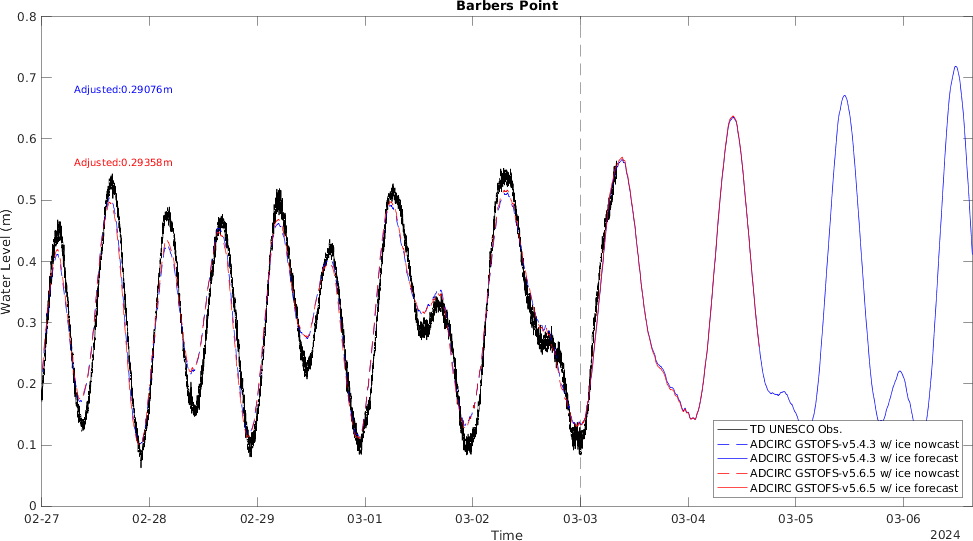 Barbers Point
0.8
0.7
Adjusted:0.29076m
0.6
Adjusted:0.29358m
0.5
0.4
Water Level (m)
0.3
0.2
0.1
0
TD UNESCO Obs.
ADCIRC GSTOFS-v5.4.3 w/ ice nowcast
ADCIRC GSTOFS-v5.4.3 w/ ice forecast
ADCIRC GSTOFS-v5.6.5 w/ ice nowcast
ADCIRC GSTOFS-v5.6.5 w/ ice forecast
02-27 02-28 02-29 03-01 03-02 03-03 03-04 03-05 03-06
Time
2024